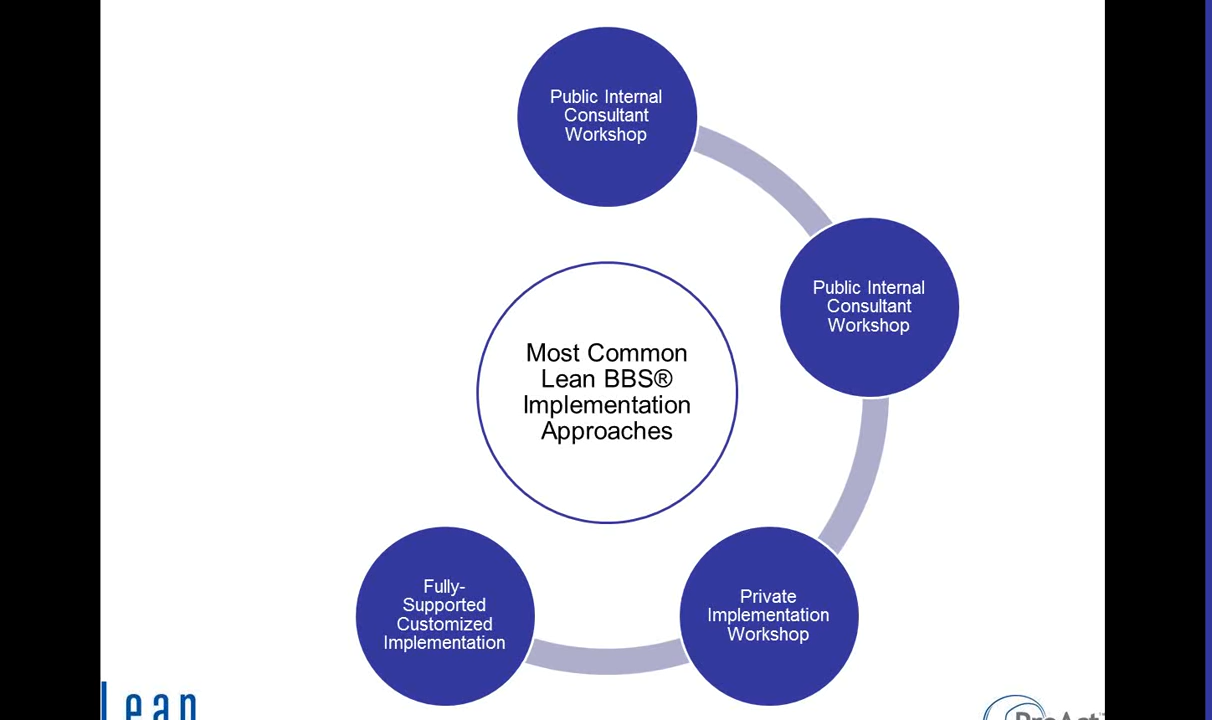 Public Internal
Consultant
Workshop
Public Internal
Consultant
Workshop
Most Common
Lean BBS®
Implementation
Approaches
Fully-
Supported
Customized
Implementation
Private
Implementation
Workshop
Lean
ProAct